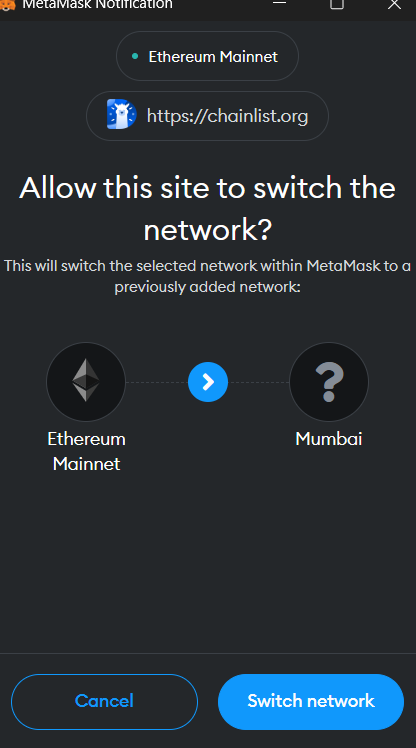 MetaMask Notification
Ethereum Mainnet
https://chainlist.org
Allow this site to switch the
network?
This will switch the selected network within MetaMask to a
previously added network:
?
Ethereum
Mainnet
Mumbai
Cancel
Switch network